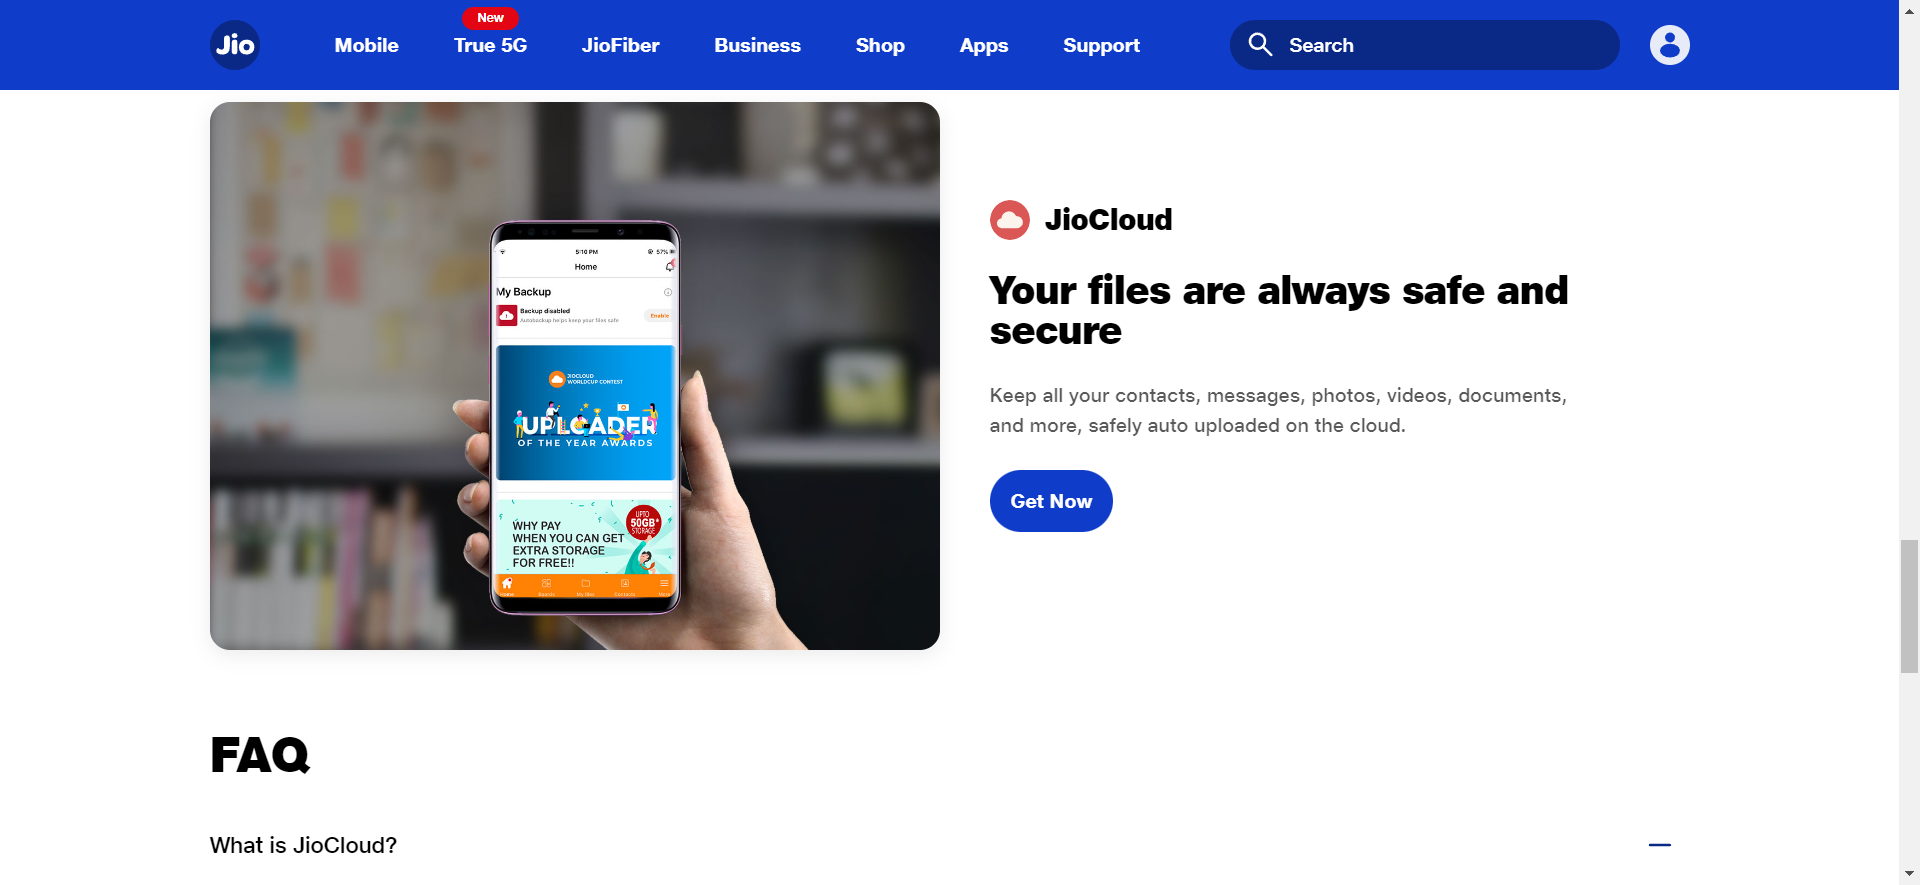 New
Jio
Mobile
True 5G
JioFiber
Business
Shop
Apps
Support
Search
5:10 PM
57%
Home
My Backup
Backup disabled
Autobackup helps keep your files safe
Enable
JIOCLOUD
WORLDCUP CONTEST
UPLOADER
OF THE YEAR AWARDS
UPTO
50GB*
STORAGE
WHY PAY
WHEN YOU CAN GET
EXTRA STORAGE
FOR FREE!!
Home
Boards
My files
Contacts
More
JioCloud
Your files are always safe and
secure
Keep all your contacts, messages, photos, videos, documents,
and more, safely auto uploaded on the cloud.
Get Now
FAQ
What is JioCloud?